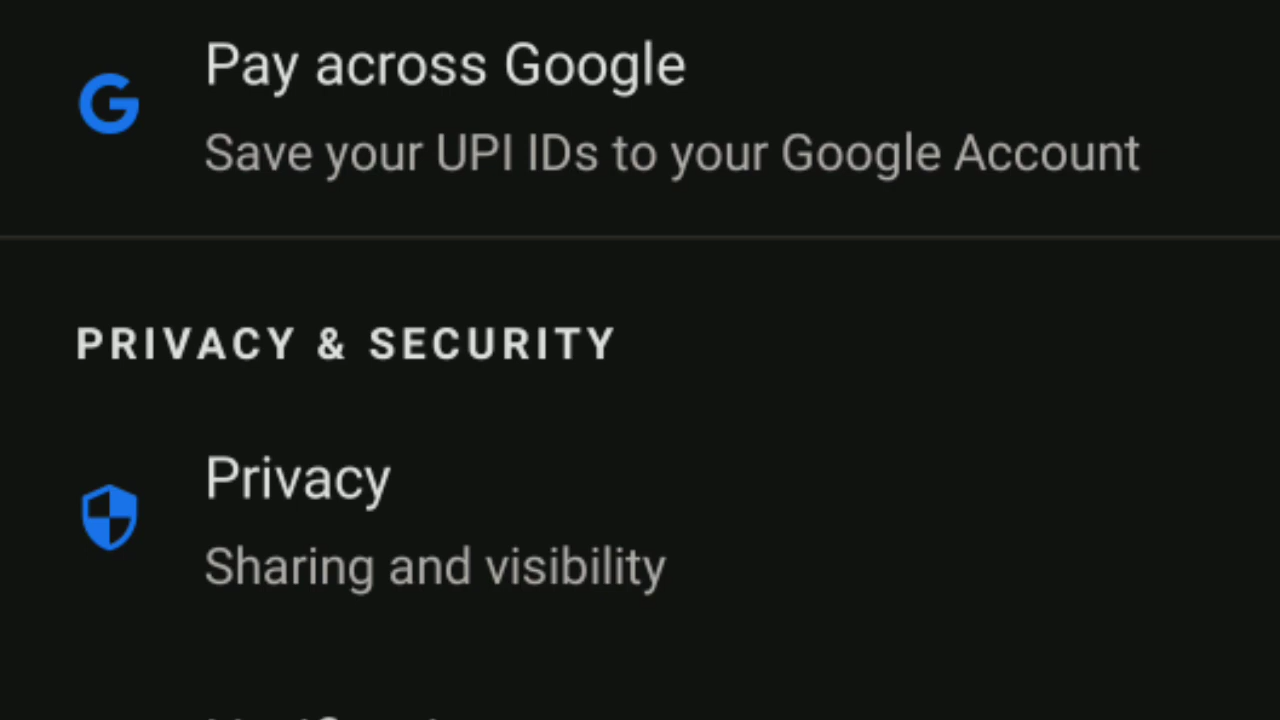 Pay across Google
Save your UPI IDs to your Google Account
PRIVACY & SECURITY
Privacy
Sharing and visibility